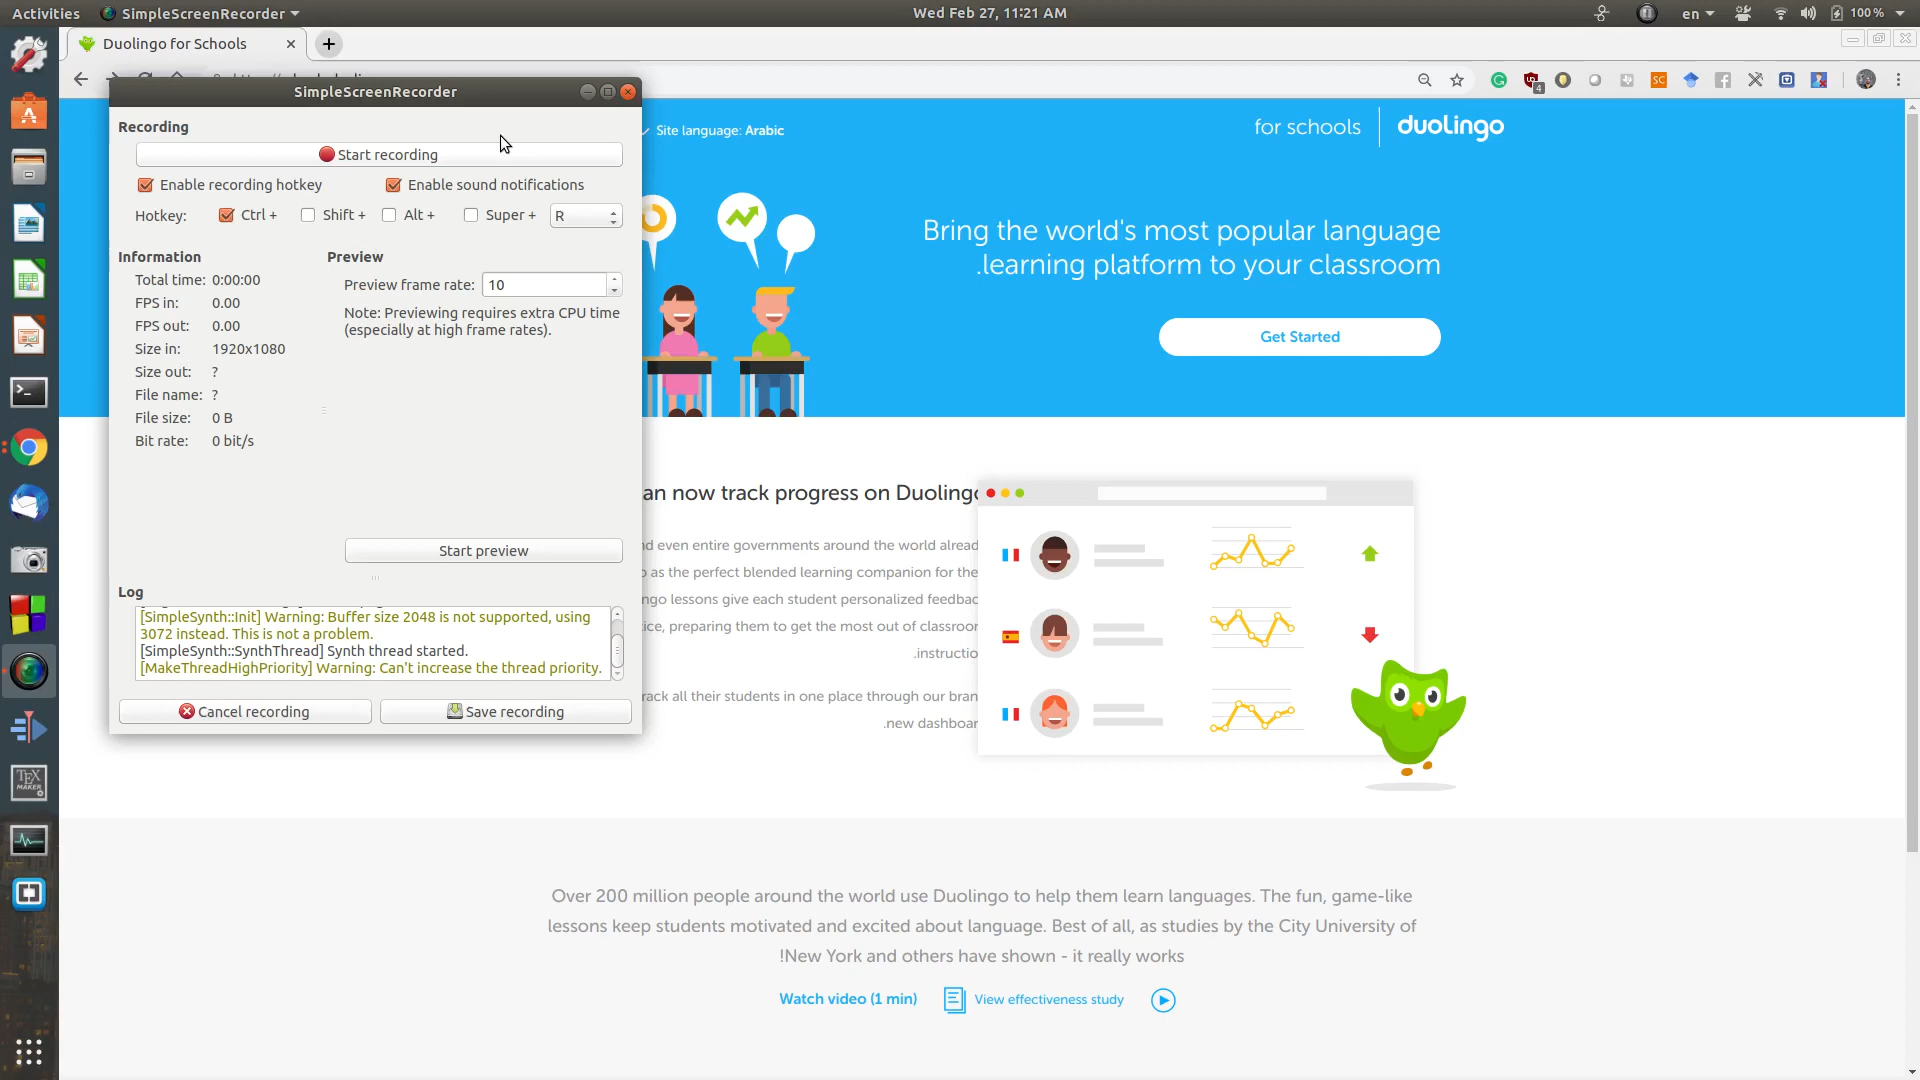 Activities
SimpleScreenRecorder
Wed Feb 27, 11:21 AM
en
100 %
Duolingo for Schools
4
SC
SimpleScreenRecorder
Recording
Start recording
Enable recording hotkey
Enable sound notifications
Hotkey: Ctrl + Shift + Alt + Super + R
Information
Total time: 0:00:00
FPS in: 0.00
FPS out: 0.00
Size in: 1920x1080
Size out: ?
File name: ?
File size: 0 B
Bit rate: 0 bit/s
Preview
Preview frame rate: 10
Note: Previewing requires extra CPU time
(especially at high frame rates).
Start preview
Log
[SimpleSynth::Init] Warning: Buffer size 2048 is not supported, using
3072 instead. This is not a problem.
[SimpleSynth::SynthThread] Synth thread started.
[MakeThreadHighPriority] Warning: Can't increase the thread priority.
Cancel recording
Save recording
Site language: Arabic
for schools
duolingo
Bring the world's most popular language
.learning platform to your classroom
Get Started
an now track progress on Duolingo
d even entire governments around the world alread
as the perfect blended learning companion for the
ngo lessons give each student personalized feedbac
ice, preparing them to get the most out of classroom
.instructio
rack all their students in one place through our bran
.new dashboar
Over 200 million people around the world use Duolingo to help them learn languages. The fun, game-like
lessons keep students motivated and excited about language. Best of all, as studies by the City University of
!New York and others have shown - it really works
Watch video (1 min)
View effectiveness study
TEX
MAKER